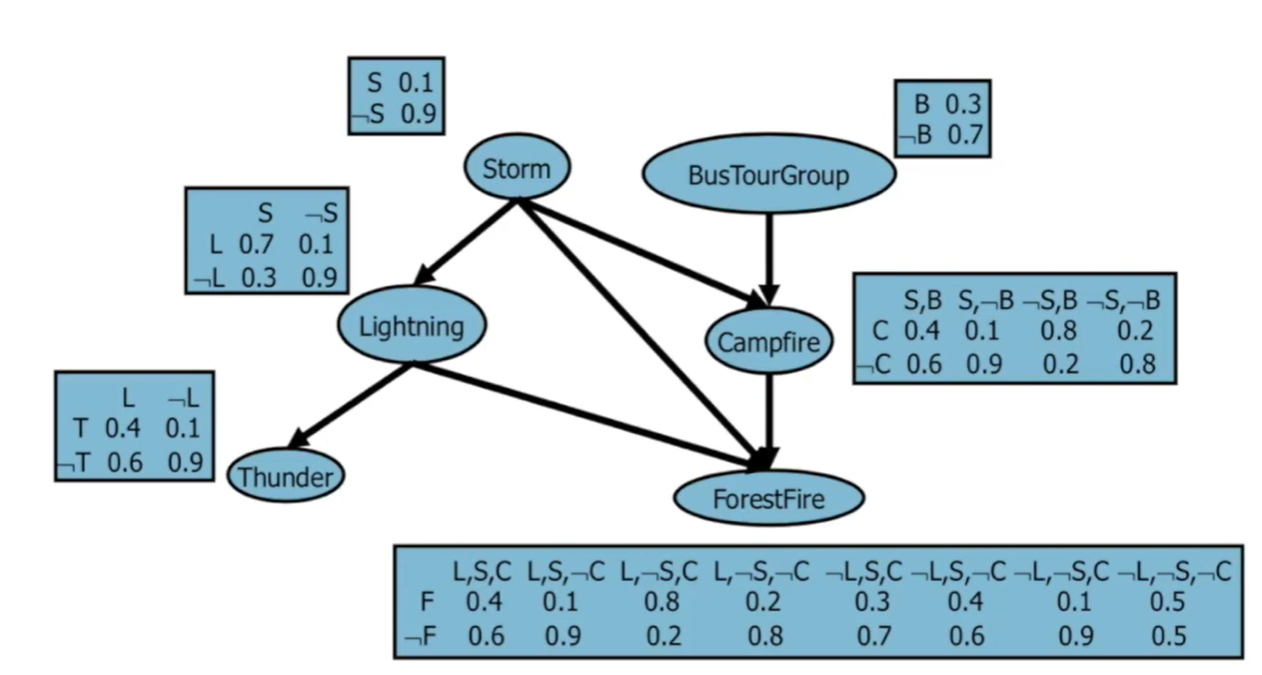 S 0.1
¬S 0.9
B 0.3
¬B 0.7
Storm
BusTourGroup
S ¬S
L 0.7 0.1
¬L 0.3 0.9
Lightning
S,B S,¬B ¬S,B ¬S,¬B
C 0.4 0.1 0.8 0.2
¬C 0.6 0.9 0.2 0.8
Campfire
L ¬L
T 0.4 0.1
¬T 0.6 0.9
Thunder
ForestFire
L,S,C L,S,¬C L,¬S,C L,¬S,¬C ¬L,S,C ¬L,S,¬C ¬L,¬S,C ¬L,¬S,¬C
F 0.4 0.1 0.8 0.2 0.3 0.4 0.1 0.5
¬F 0.6 0.9 0.2 0.8 0.7 0.6 0.9 0.5